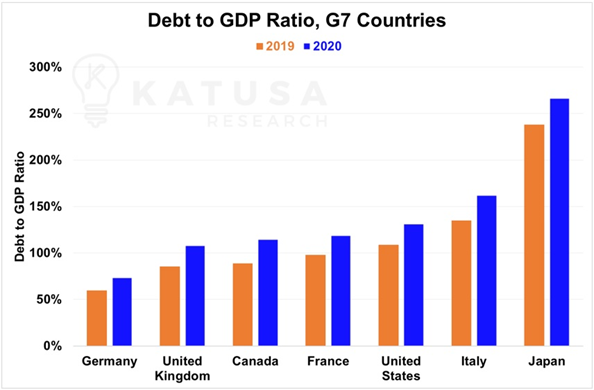 Debt to GDP Ratio, G7 Countries
2019 2020
KATUSA
RESEARCH
Debt to GDP Ratio
300%
250%
200%
150%
100%
50%
0%
Germany
United Kingdom
Canada
France
United States
Italy
Japan